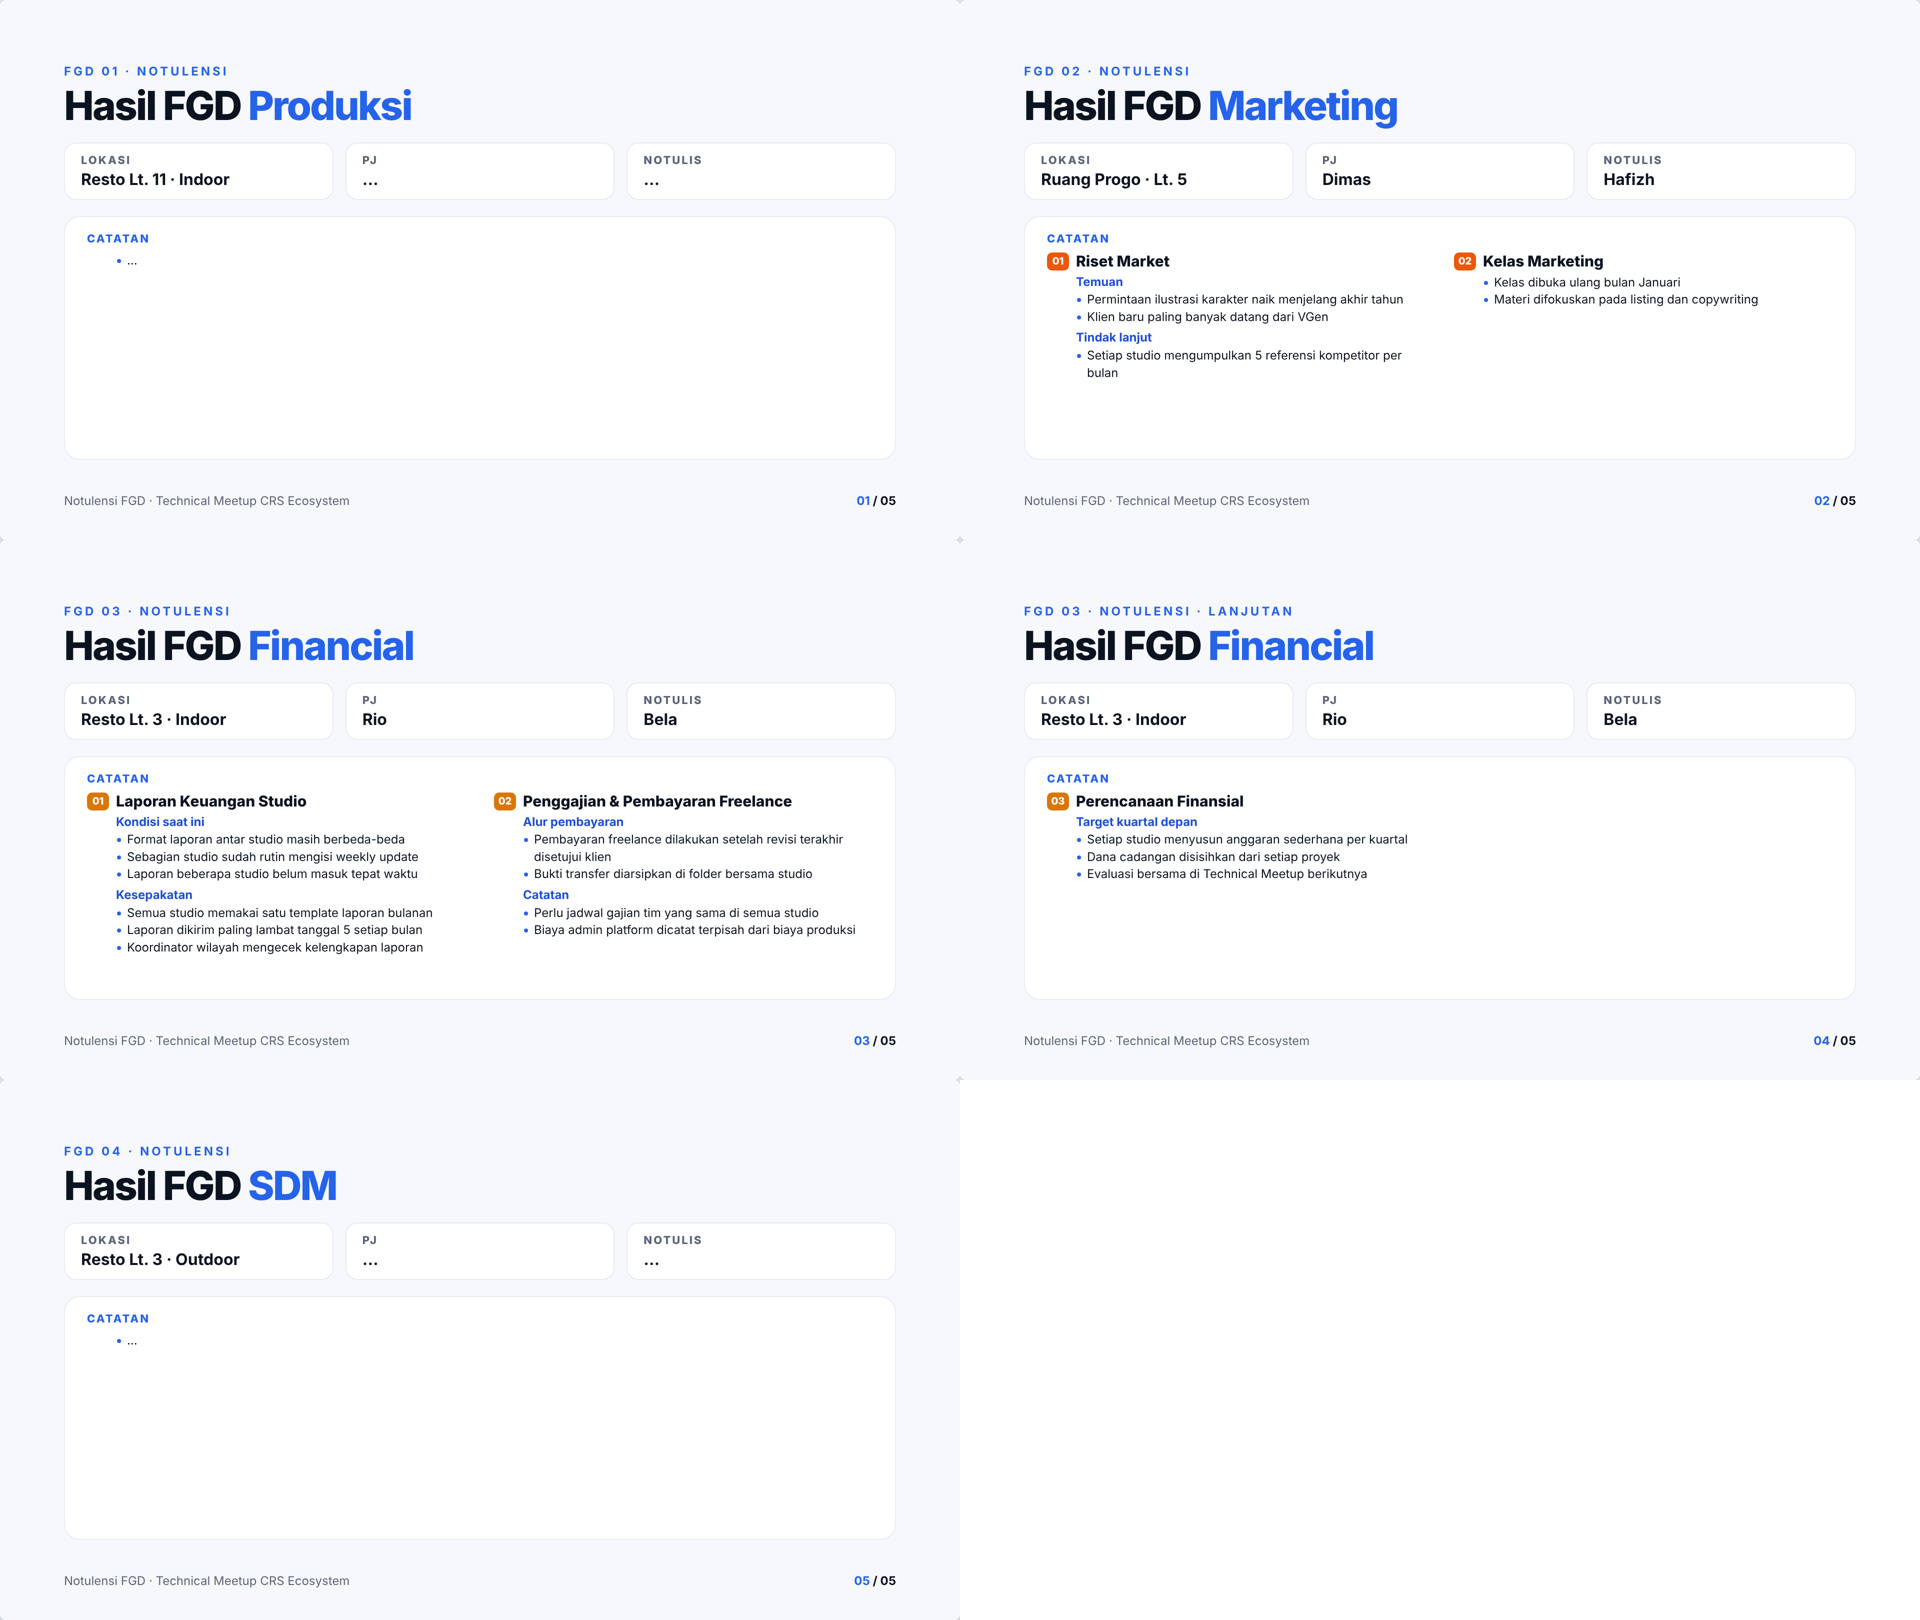 FGD 01 · NOTULENSI
Hasil FGD Produksi
LOKASI
Resto Lt. 11 · Indoor
PJ
...
NOTULIS
...
CATATAN
• ...
Notulensi FGD · Technical Meetup CRS Ecosystem
01 / 05
FGD 02 · NOTULENSI
Hasil FGD Marketing
LOKASI
Ruang Progo · Lt. 5
PJ
Dimas
NOTULIS
Hafizh
CATATAN
01 Riset Market
Temuan
• Permintaan ilustrasi karakter naik menjelang akhir tahun
• Klien baru paling banyak datang dari VGen
Tindak lanjut
• Setiap studio mengumpulkan 5 referensi kompetitor per
bulan
02 Kelas Marketing
• Kelas dibuka ulang bulan Januari
• Materi difokuskan pada listing dan copywriting
Notulensi FGD · Technical Meetup CRS Ecosystem
02 / 05
FGD 03 · NOTULENSI
Hasil FGD Financial
LOKASI
Resto Lt. 3 · Indoor
PJ
Rio
NOTULIS
Bela
CATATAN
01 Laporan Keuangan Studio
Kondisi saat ini
• Format laporan antar studio masih berbeda-beda
• Sebagian studio sudah rutin mengisi weekly update
• Laporan beberapa studio belum masuk tepat waktu
Kesepakatan
• Semua studio memakai satu template laporan bulanan
• Laporan dikirim paling lambat tanggal 5 setiap bulan
• Koordinator wilayah mengecek kelengkapan laporan
02 Penggajian & Pembayaran Freelance
Alur pembayaran
• Pembayaran freelance dilakukan setelah revisi terakhir
disetujui klien
• Bukti transfer diarsipkan di folder bersama studio
Catatan
• Perlu jadwal gajian tim yang sama di semua studio
• Biaya admin platform dicatat terpisah dari biaya produksi
Notulensi FGD · Technical Meetup CRS Ecosystem
03 / 05
FGD 03 · NOTULENSI · LANJUTAN
Hasil FGD Financial
LOKASI
Resto Lt. 3 · Indoor
PJ
Rio
NOTULIS
Bela
CATATAN
03 Perencanaan Finansial
Target kuartal depan
• Setiap studio menyusun anggaran sederhana per kuartal
• Dana cadangan disisihkan dari setiap proyek
• Evaluasi bersama di Technical Meetup berikutnya
Notulensi FGD · Technical Meetup CRS Ecosystem
04 / 05
FGD 04 · NOTULENSI
Hasil FGD SDM
LOKASI
Resto Lt. 3 · Outdoor
PJ
...
NOTULIS
...
CATATAN
• ...
Notulensi FGD · Technical Meetup CRS Ecosystem
05 / 05